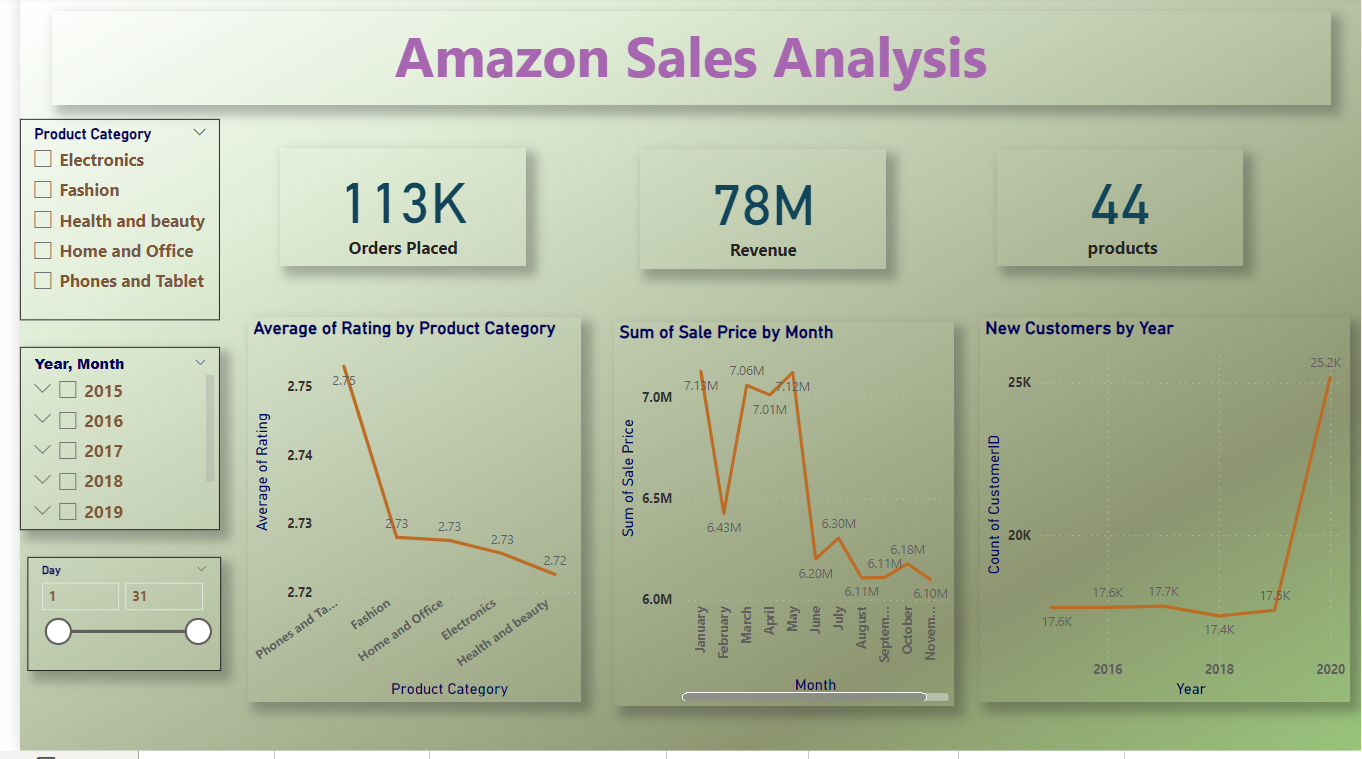 Amazon Sales Analysis
Product Category
Electronics
Fashion
Health and beauty
Home and Office
Phones and Tablet
Year, Month
2015
2016
2017
2018
2019
Day
1 31
113K
Orders Placed
78M
Revenue
44
products
Average of Rating by Product Category
Average of Rating
2.75
2.74
2.73
2.72
2.75
2.73
2.73
2.73
2.72
Phones and Ta...
Fashion
Home and Office
Electronics
Health and beauty
Product Category
Sum of Sale Price by Month
Sum of Sale Price
7.0M
6.5M
6.0M
7.13M
6.43M
7.06M
7.01M
7.12M
6.20M
6.30M
6.11M
6.11M
6.18M
6.10M
January
February
March
April
May
June
July
August
Septem...
October
Novem...
Month
New Customers by Year
Count of CustomerID
25K
20K
17.6K
17.6K
17.7K
17.4K
17.5K
25.2K
2016
2018
2020
Year